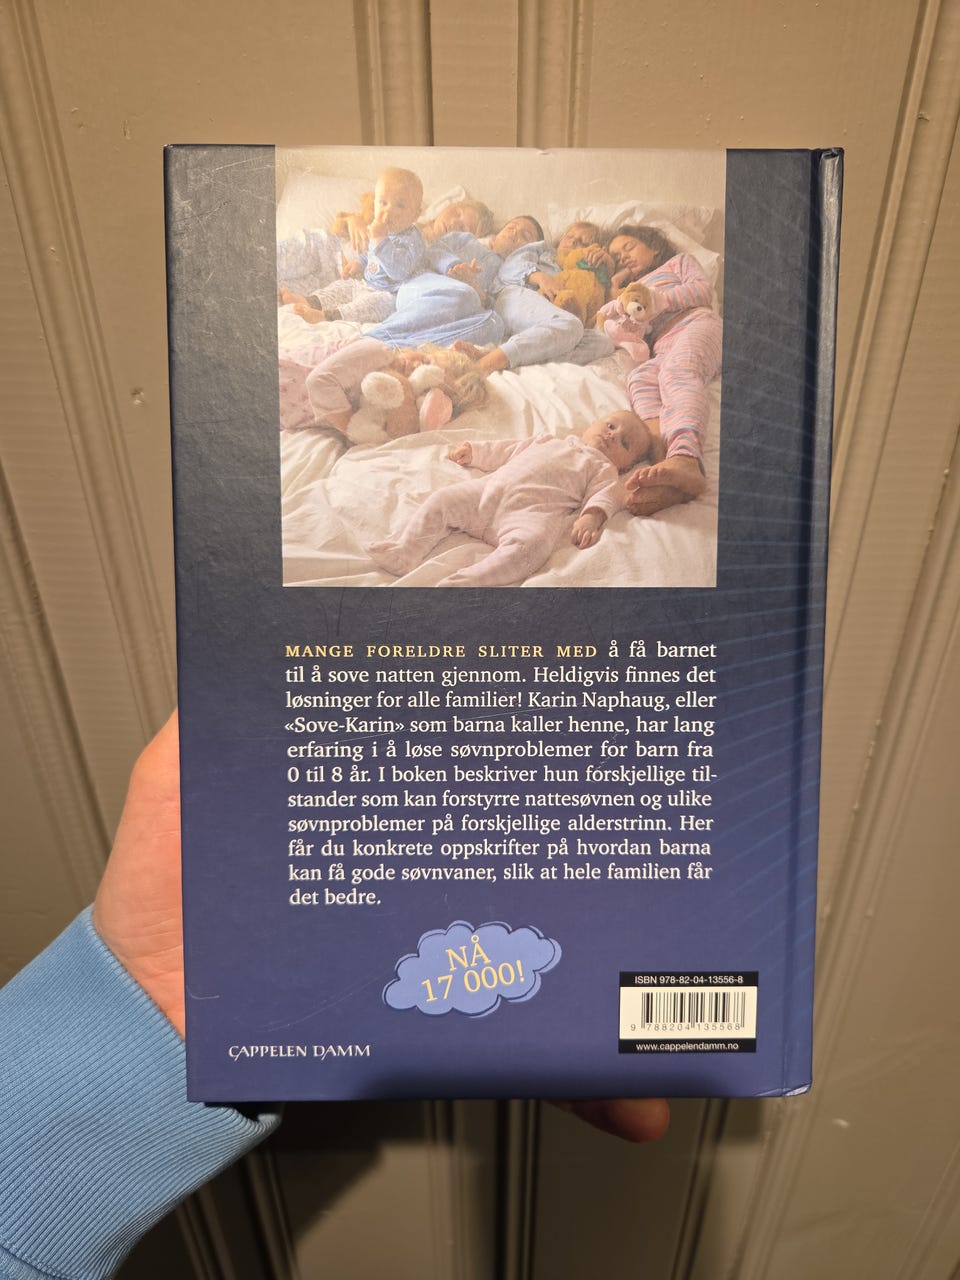 MANGE FORELDRE SLITER MED å få barnet
til å sove natten gjennom. Heldigvis finnes det
løsninger for alle familier! Karin Naphaug, eller
«Sove-Karin» som barna kaller henne, har lang
erfaring i å løse søvnproblemer for barn fra
0 til 8 år. I boken beskriver hun forskjellige til-
stander som kan forstyrre nattesøvnen og ulike
søvnproblemer på forskjellige alderstrinn. Her
får du konkrete oppskrifter på hvordan barna
kan få gode søvnvaner, slik at hele familien får
det bedre.
NÅ
17 000!
ISBN 978-82-04-13556-8
9 788204 135568
www.cappelendamm.no
CAPPELEN DAMM